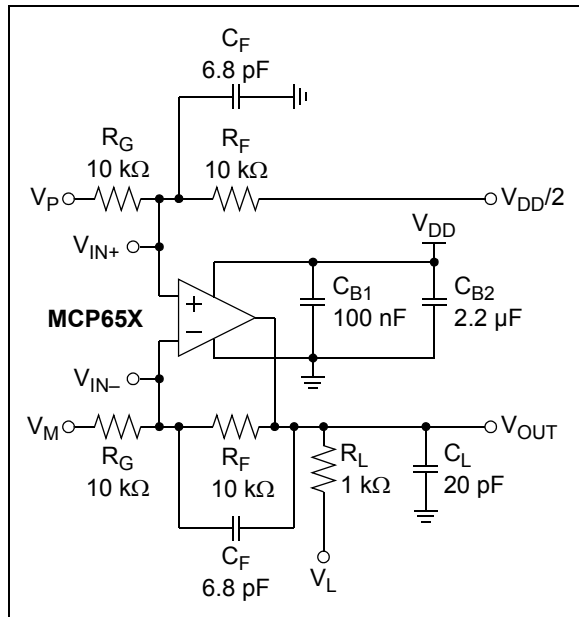 C_F
6.8 pF
R_G
10 kΩ
R_F
10 kΩ
V_P
V_DD/2
V_IN+
V_DD
MCP65X
+
−
C_B1
100 nF
C_B2
2.2 µF
V_IN–
V_M
V_OUT
R_G
10 kΩ
R_F
10 kΩ
R_L
1 kΩ
C_L
20 pF
C_F
6.8 pF
V_L